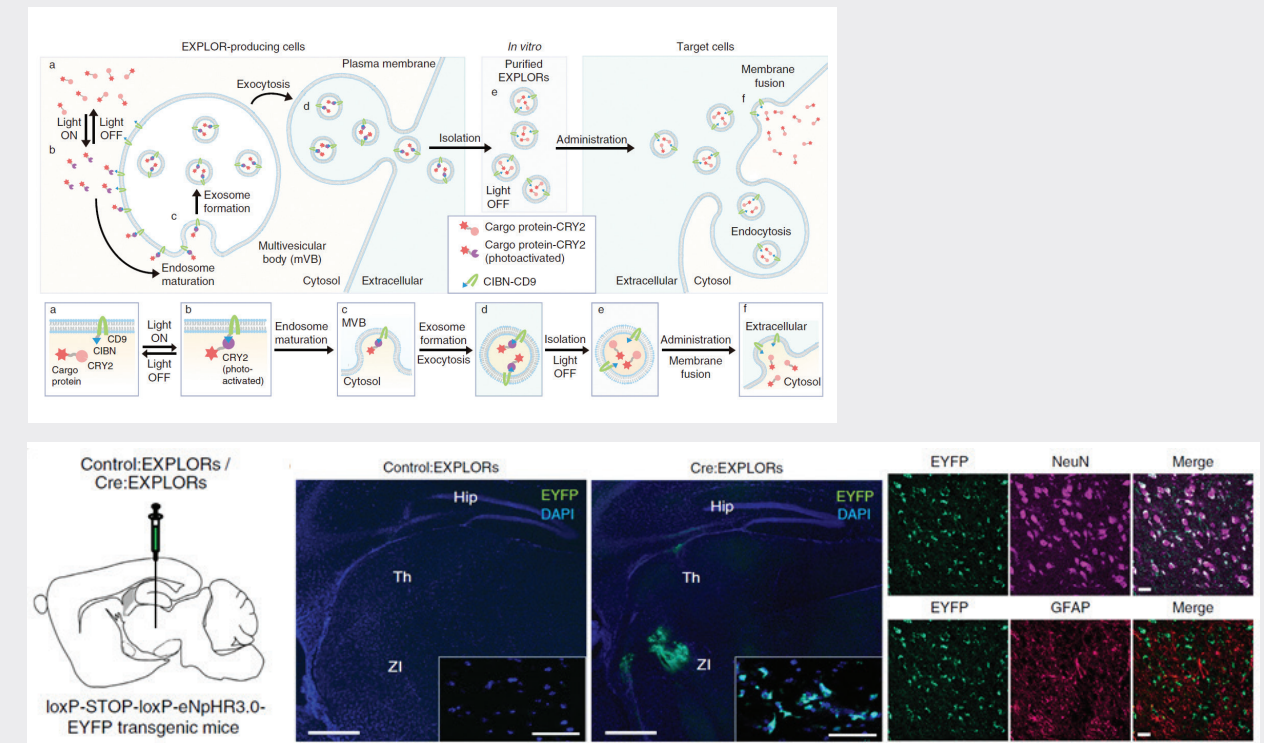 EXPLOR-producing cells
In vitro
Target cells
a
Plasma membrane
Purified
EXPLORs
Membrane
fusion
Exocytosis
e
d
f
Light
ON
Light
OFF
Isolation
Administration
b
Exosome
formation
Light
OFF
c
Cargo protein-CRY2
Cargo protein-CRY2
(photoactivated)
CIBN-CD9
Endocytosis
Multivesicular
body (mVB)
Endosome
maturation
Cytosol
Extracellular
Extracellular
Cytosol
a
CD9
CIBN
CRY2
Cargo
protein
Light
ON
Light
OFF
b
CRY2
(photo-
activated)
Endosome
maturation
c
MVB
Cytosol
Exosome
formation
Exocytosis
d
Isolation
Light
OFF
e
Administration
Membrane
fusion
f
Extracellular
Cytosol
Control:EXPLORs /
Cre:EXPLORs
loxP-STOP-loxP-eNpHR3.0-
EYFP transgenic mice
Control:EXPLORs
Hip
EYFP
DAPI
Th
ZI
Cre:EXPLORs
Hip
EYFP
DAPI
Th
ZI
EYFP
NeuN
Merge
EYFP
GFAP
Merge